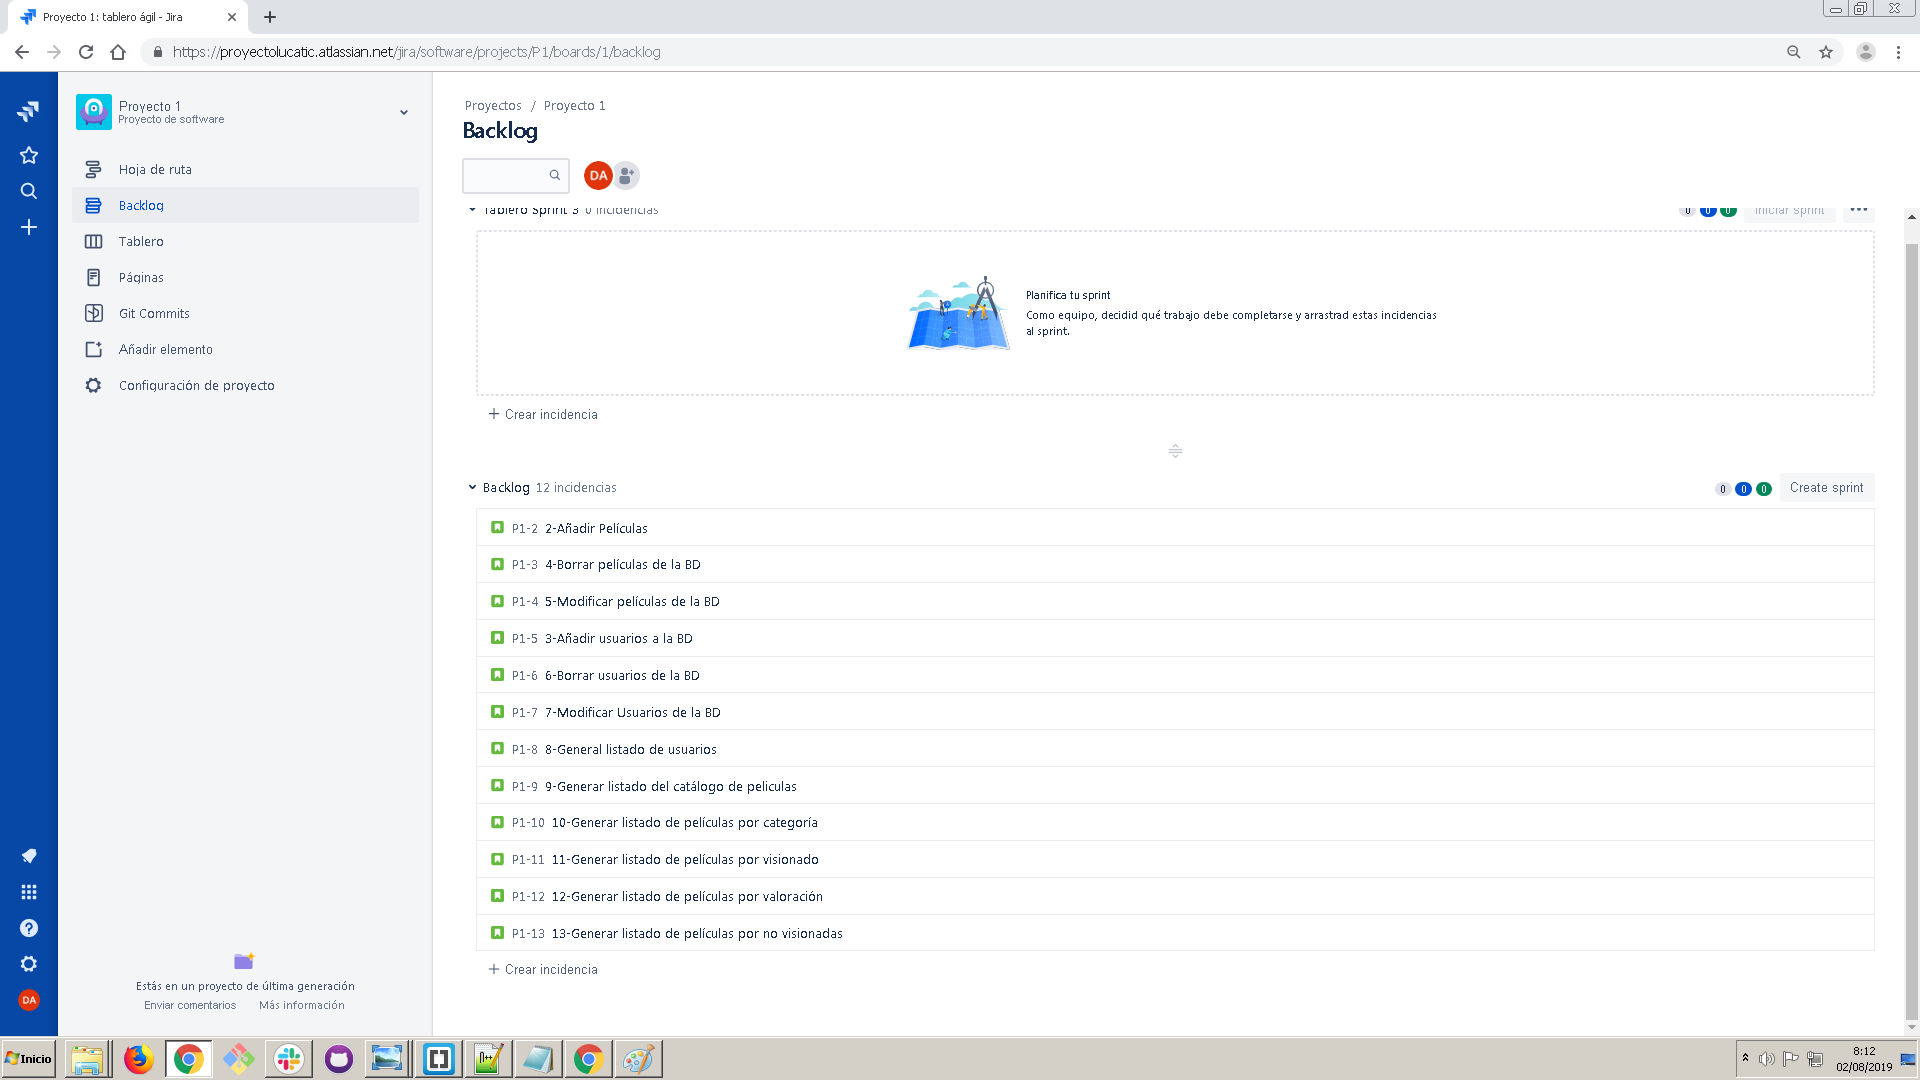 Proyecto 1: tablero ágil - Jira
https://proyectolucatic.atlassian.net/jira/software/projects/P1/boards/1/backlog
Proyecto 1
Proyecto de software
Hoja de ruta
Backlog
Tablero
Páginas
Git Commits
Añadir elemento
Configuración de proyecto
Estás en un proyecto de última generación
Enviar comentarios Más información
DA
Proyectos / Proyecto 1
Backlog
DA
Tablero Sprint 3 0 incidencias
0 0 0 Iniciar sprint
Planifica tu sprint
Como equipo, decidid qué trabajo debe completarse y arrastrad estas incidencias
al sprint.
Crear incidencia
Backlog 12 incidencias
0 0 0 Create sprint
P1-2 2-Añadir Películas
P1-3 4-Borrar películas de la BD
P1-4 5-Modificar películas de la BD
P1-5 3-Añadir usuarios a la BD
P1-6 6-Borrar usuarios de la BD
P1-7 7-Modificar Usuarios de la BD
P1-8 8-General listado de usuarios
P1-9 9-Generar listado del catálogo de peliculas
P1-10 10-Generar listado de películas por categoría
P1-11 11-Generar listado de películas por visionado
P1-12 12-Generar listado de películas por valoración
P1-13 13-Generar listado de películas por no visionadas
Crear incidencia
Inicio
8:12
02/08/2019